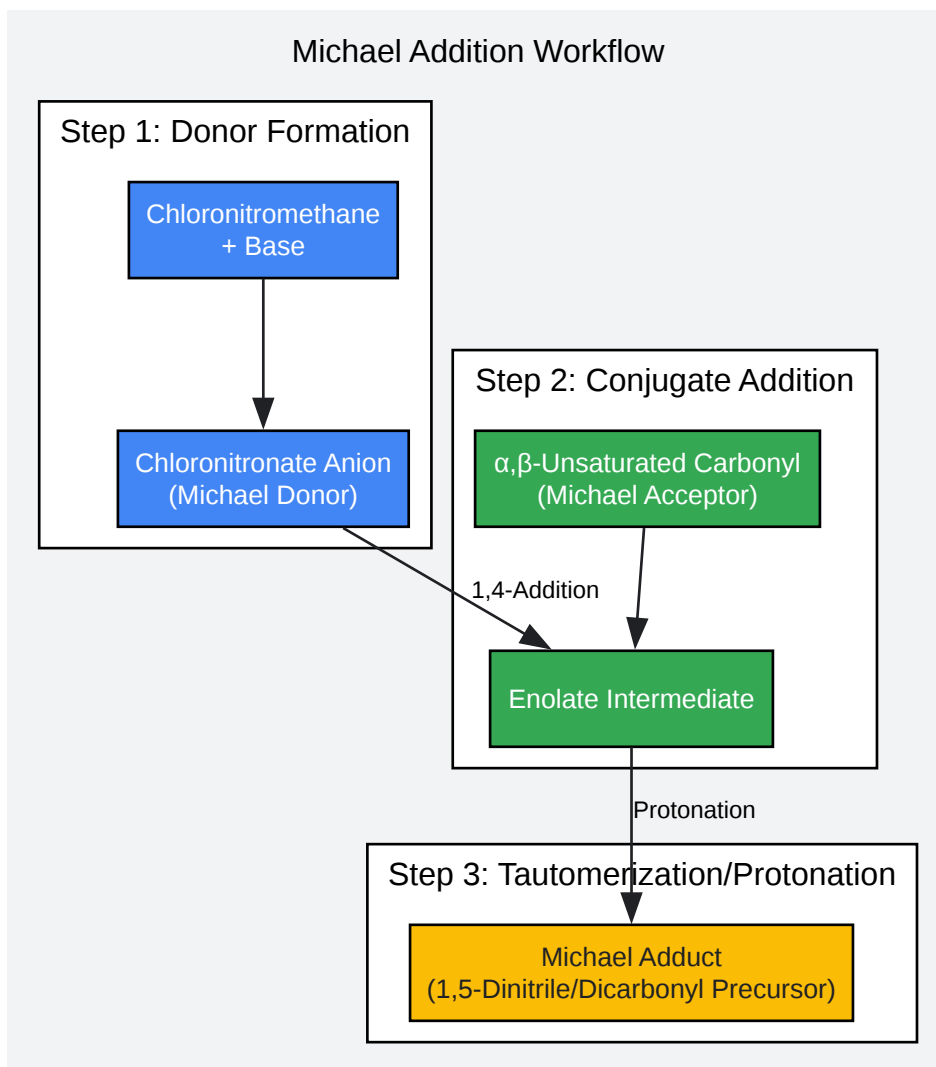 Michael Addition Workflow
Step 1: Donor Formation
Chloronitromethane
+ Base
Chloronitronate Anion
(Michael Donor)
Step 2: Conjugate Addition
α,β-Unsaturated Carbonyl
(Michael Acceptor)
1,4-Addition
Enolate Intermediate
Protonation
Step 3: Tautomerization/Protonation
Michael Adduct
(1,5-Dinitrile/Dicarbonyl Precursor)